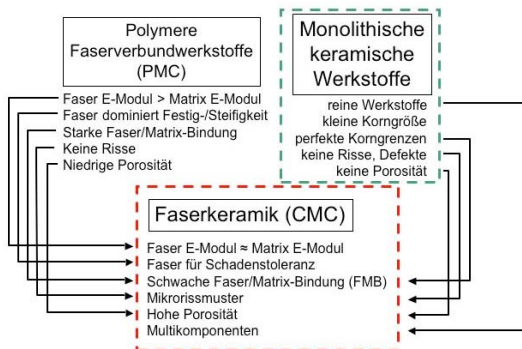 Polymere
Faserverbundwerkstoffe
(PMC)
Faser E-Modul > Matrix E-Modul
Faser dominiert Festig-/Steifigkeit
Starke Faser/Matrix-Bindung
Keine Risse
Niedrige Porosität
Monolithische
keramische
Werkstoffe
reine Werkstoffe
kleine Korngröße
perfekte Korngrenzen
keine Risse, Defekte
keine Porosität
Faserkeramik (CMC)
Faser E-Modul ≈ Matrix E-Modul
Faser für Schadenstoleranz
Schwache Faser/Matrix-Bindung (FMB)
Mikrorissmuster
Hohe Porosität
Multikomponenten